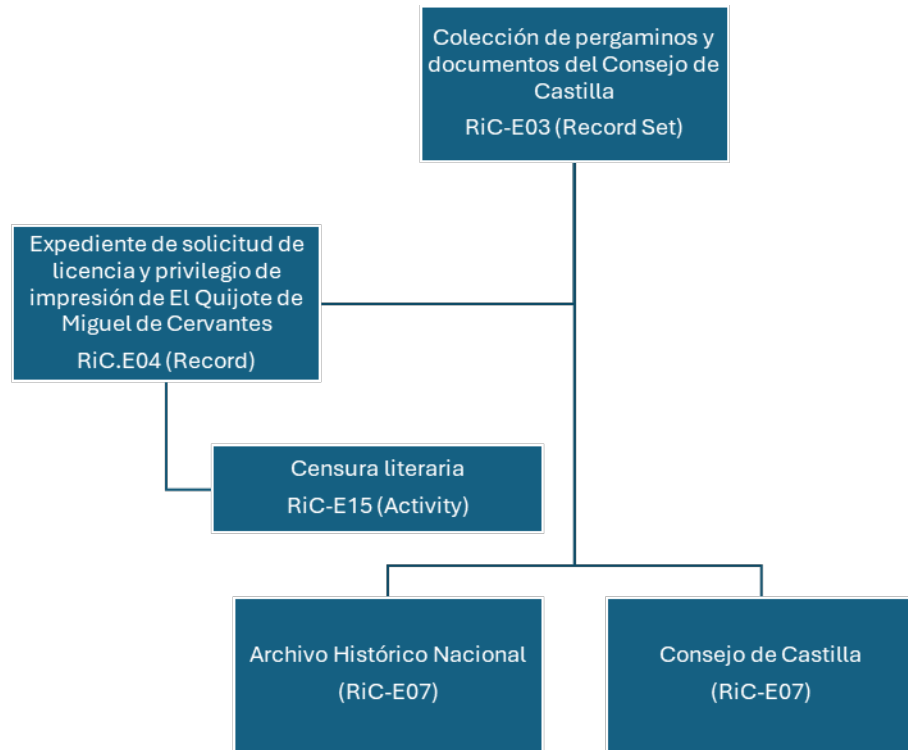 Colección de pergaminos y
documentos del Consejo de
Castilla
RiC-E03 (Record Set)
Expediente de solicitud de
licencia y privilegio de
impresión de El Quijote de
Miguel de Cervantes
RiC.E04 (Record)
Censura literaria
RiC-E15 (Activity)
Archivo Histórico Nacional
(RiC-E07)
Consejo de Castilla
(RiC-E07)